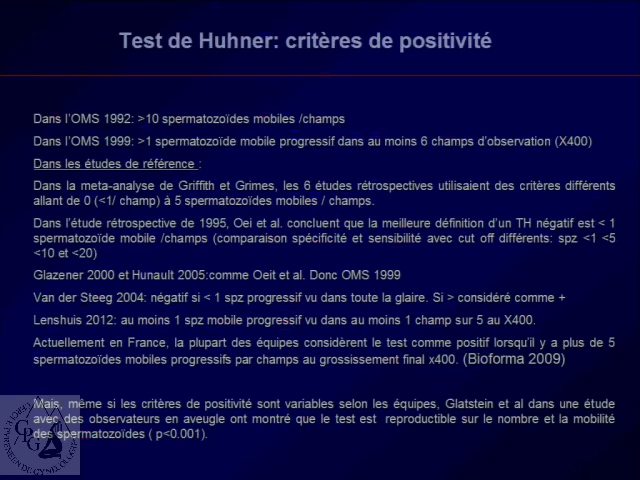 Test de Huhner: critères de positivité
Dans l'OMS 1992: >10 spermatozoïdes mobiles /champs
Dans l'OMS 1999: >1 spermatozoïde mobile progressif dans au moins 6 champs d'observation (X400)
Dans les études de référence :
Dans la meta-analyse de Griffith et Grimes, les 6 études rétrospectives utilisaient des critères différents
allant de 0 (<1/ champ) à 5 spermatozoïdes mobiles / champs.
Dans l'étude rétrospective de 1995, Oei et al. concluent que la meilleure définition d'un TH négatif est < 1
spermatozoïde mobile /champs (comparaison spécificité et sensibilité avec cut off différents: spz <1 <5
<10 et <20)
Glazener 2000 et Hunault 2005:comme Oeit et al. Donc OMS 1999
Van der Steeg 2004: négatif si < 1 spz progressif vu dans toute la glaire. Si > considéré comme +
Lenshuis 2012: au moins 1 spz mobile progressif vu dans au moins 1 champ sur 5 au X400.
Actuellement en France, la plupart des équipes considèrent le test comme positif lorsqu'il y a plus de 5
spermatozoïdes mobiles progressifs par champs au grossissement final x400. (Bioforma 2009)
Mais, même si les critères de positivité sont variables selon les équipes, Glatstein et al dans une étude
avec des observateurs en aveugle ont montré que le test est reproductible sur le nombre et la mobilité
des spermatozoïdes ( p<0.001).